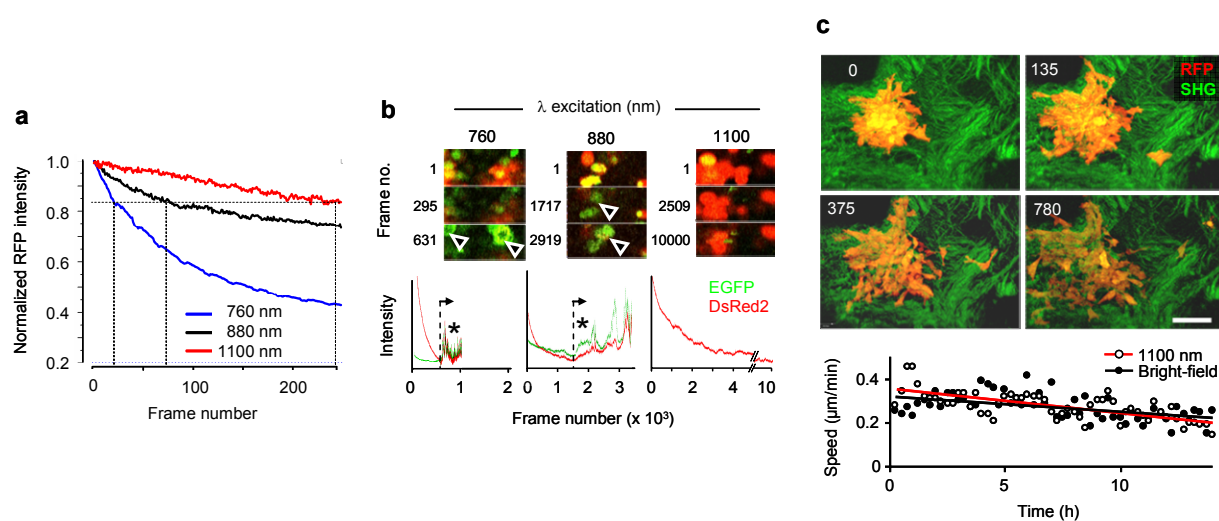 a
Normalized RFP intensity
1.0
0.8
0.6
0.4
0.2
0
100
200
Frame number
760 nm
880 nm
1100 nm
b
λ excitation (nm)
760
880
1100
Frame no.
1
295
631
1
1717
2919
1
2509
10000
Intensity
*
*
EGFP
DsRed2
0
1
2
0
1
2
3
0
5
10
Frame number (x 10³)
c
0
135
RFP
SHG
375
780
1100 nm
Bright-field
Speed (µm/min)
0.4
0.2
0
0
5
10
Time (h)